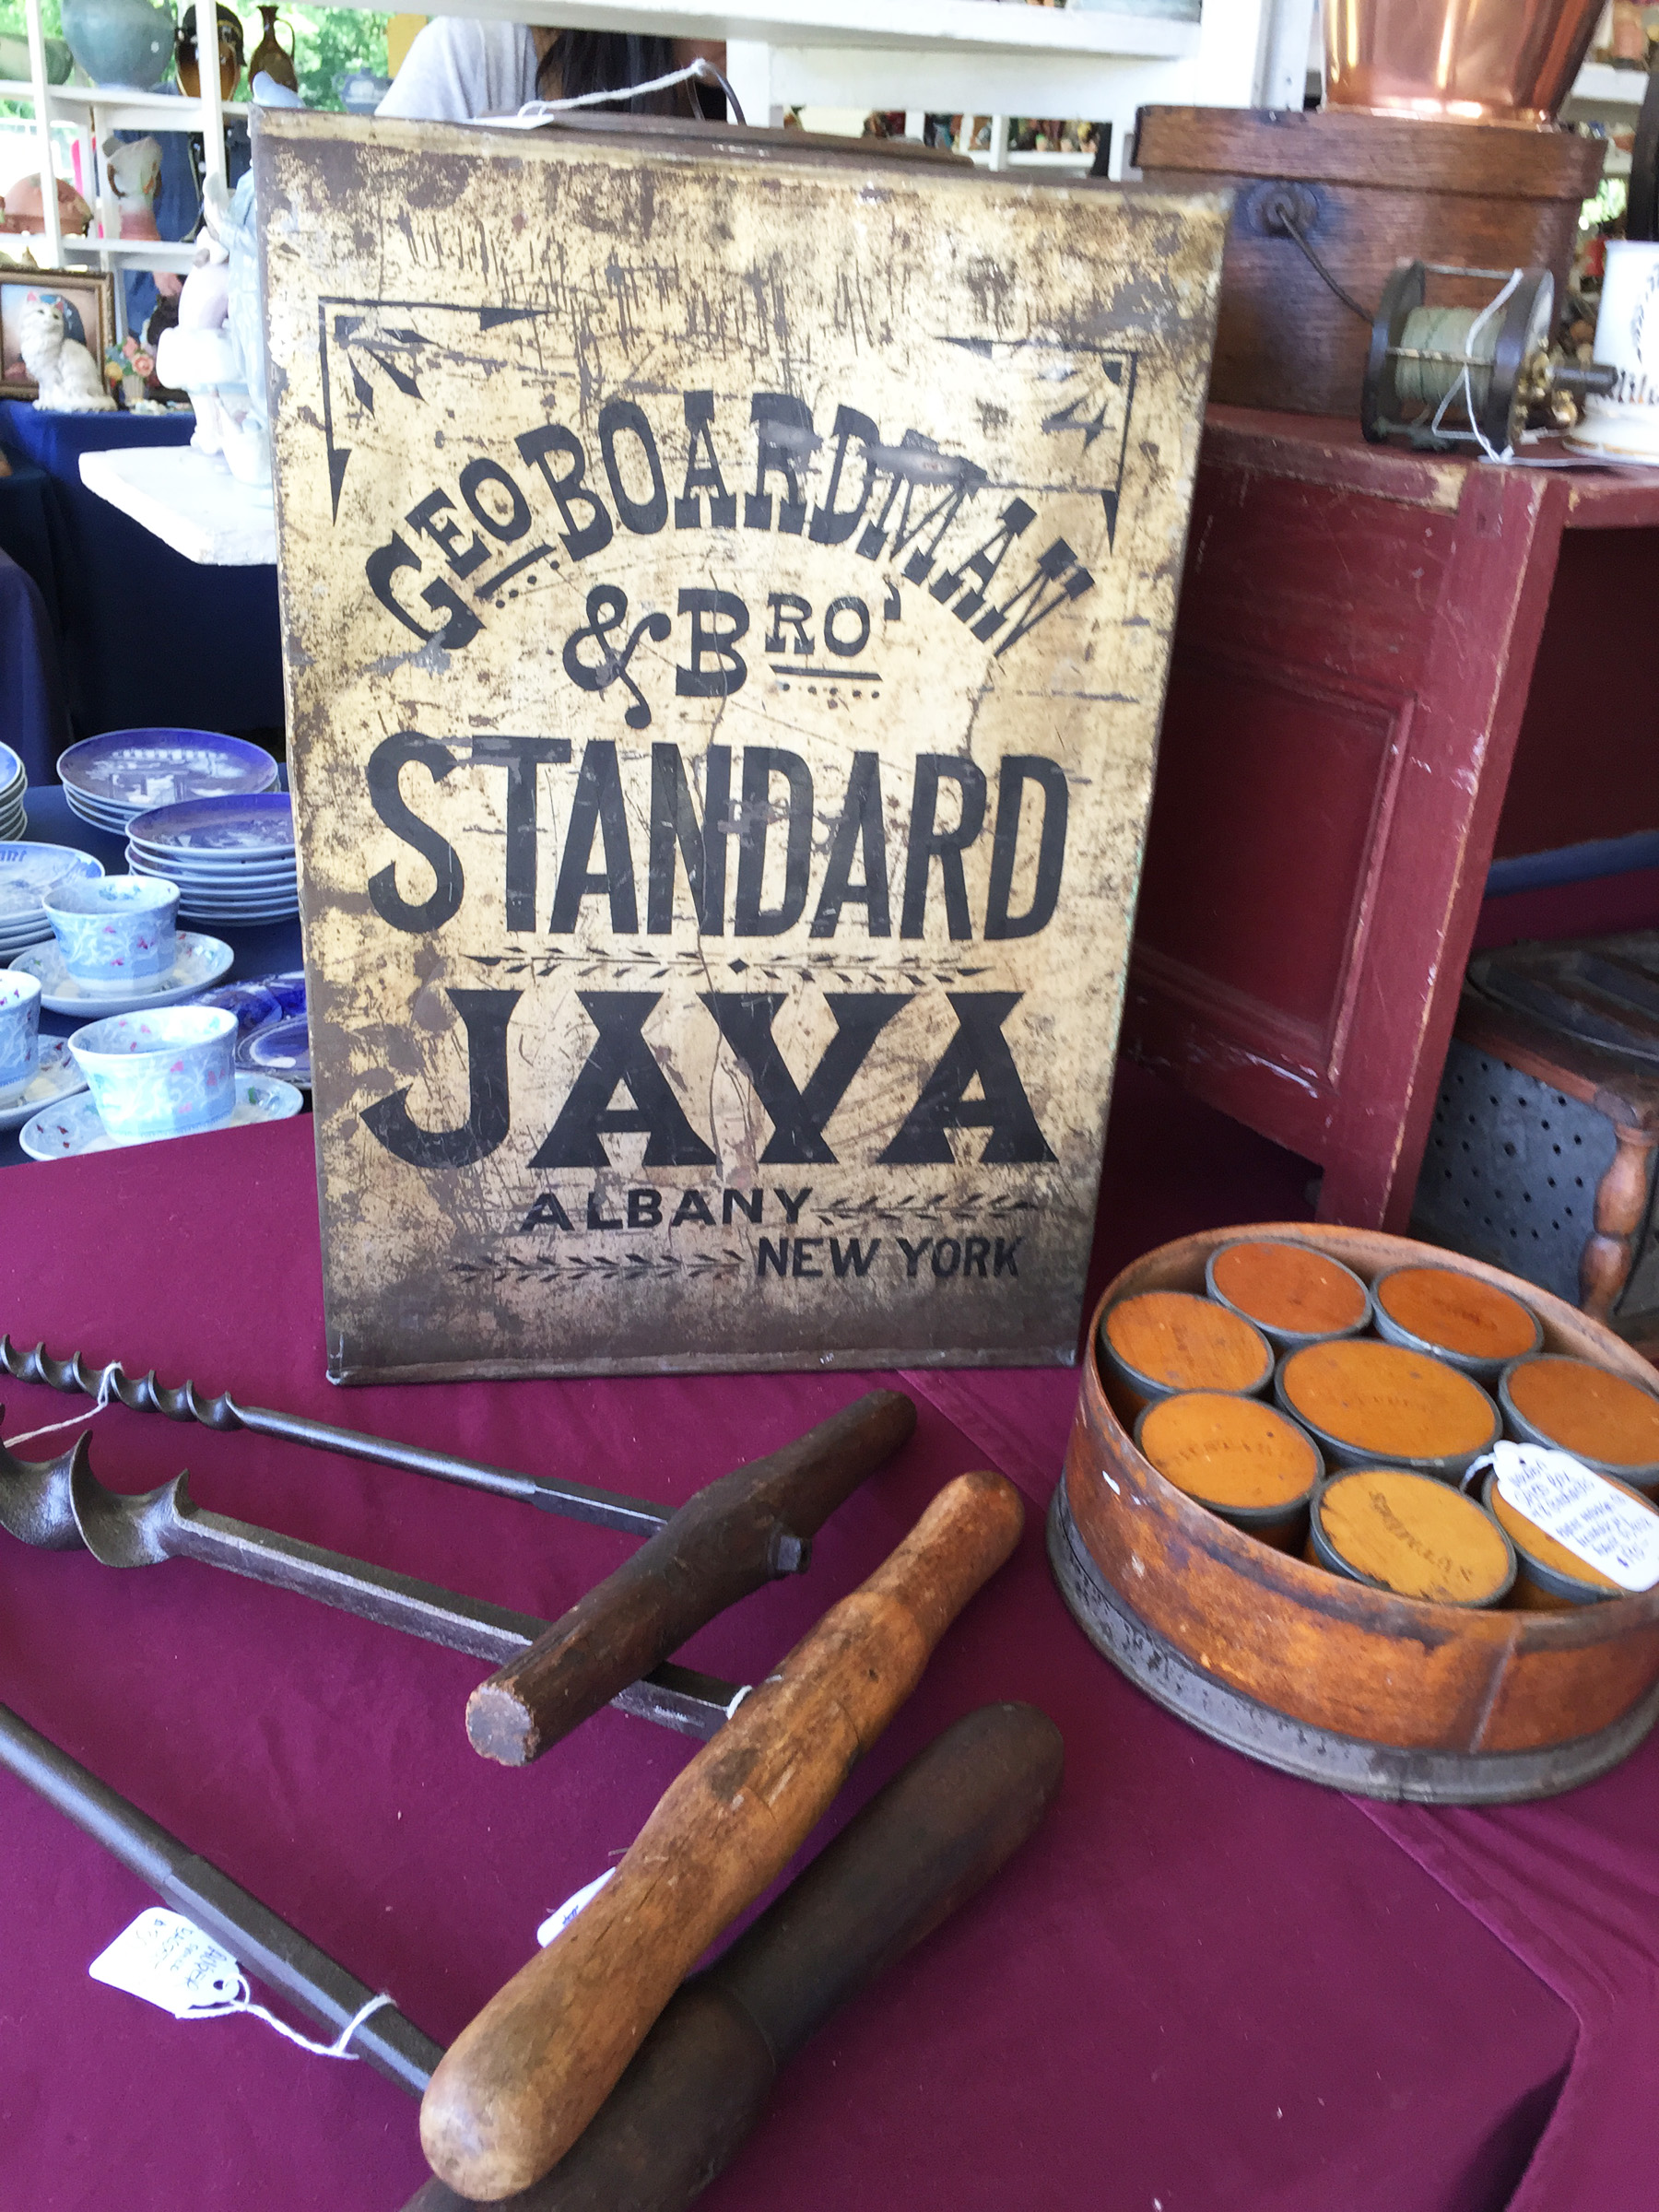 GEO BOARDMAN
& BRO'
STANDARD
JAVA
ALBANY
NEW YORK